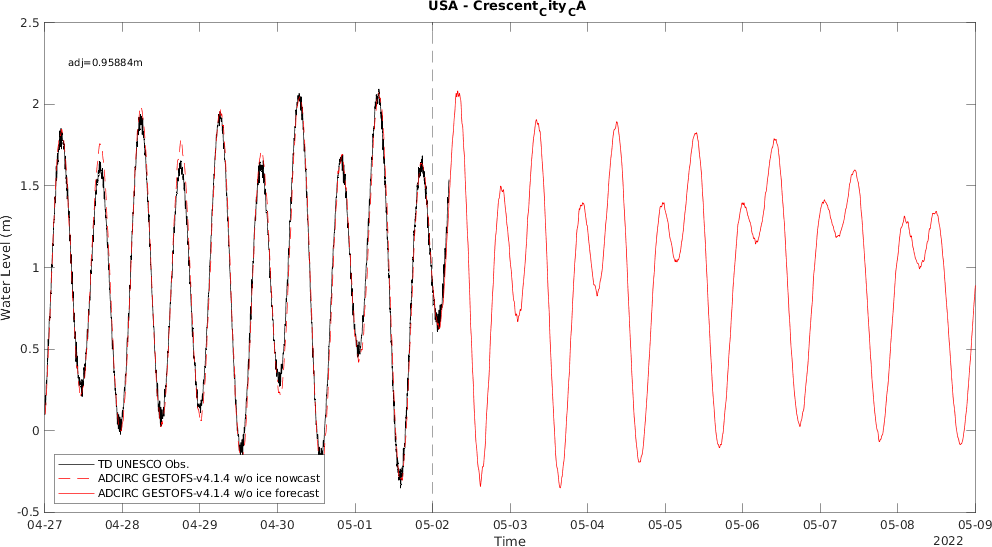 USA - Crescent_City_CA
adj=0.95884m
Water Level (m)
2.5
2
1.5
1
0.5
0
-0.5
TD UNESCO Obs.
ADCIRC GESTOFS-v4.1.4 w/o ice nowcast
ADCIRC GESTOFS-v4.1.4 w/o ice forecast
04-27 04-28 04-29 04-30 05-01 05-02 05-03 05-04 05-05 05-06 05-07 05-08 05-09
Time
2022